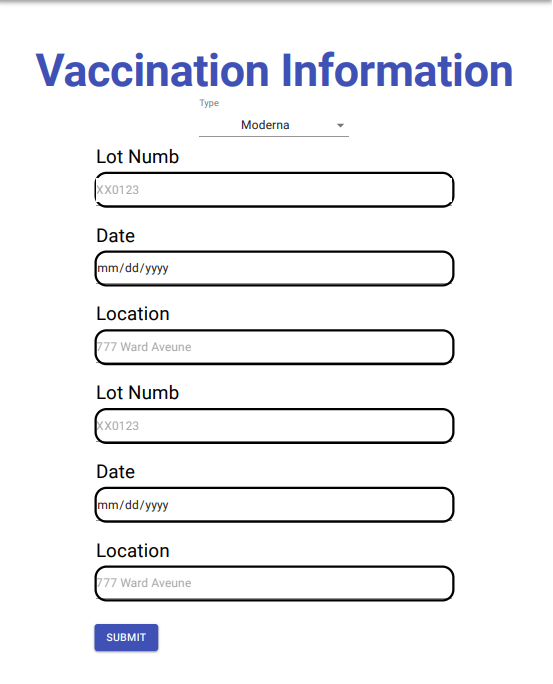 Vaccination Information
Type
Moderna
Lot Numb
XX0123
Date
mm/dd/yyyy
Location
777 Ward Aveune
Lot Numb
XX0123
Date
mm/dd/yyyy
Location
777 Ward Aveune
SUBMIT